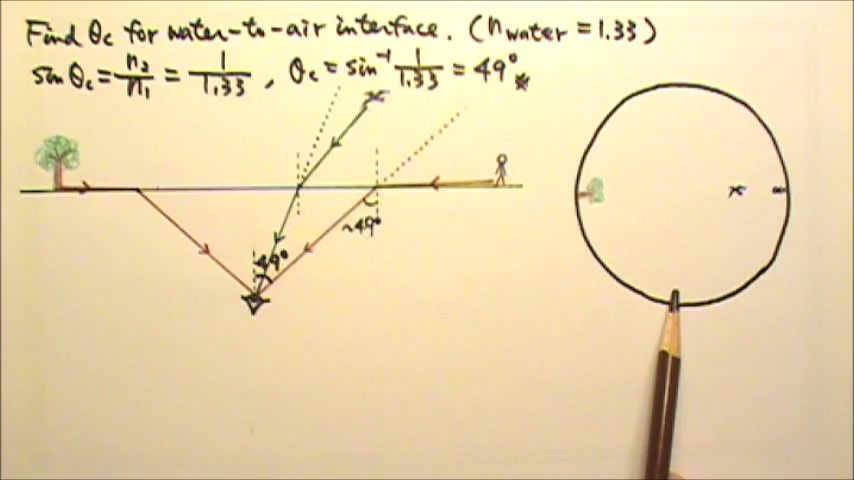 Find θc for water-to-air interface. (n water = 1.33)
sin θc = n2/n1 = 1/1.33 , θc = sin⁻¹ 1/1.33 = 49° *
~49°
49°